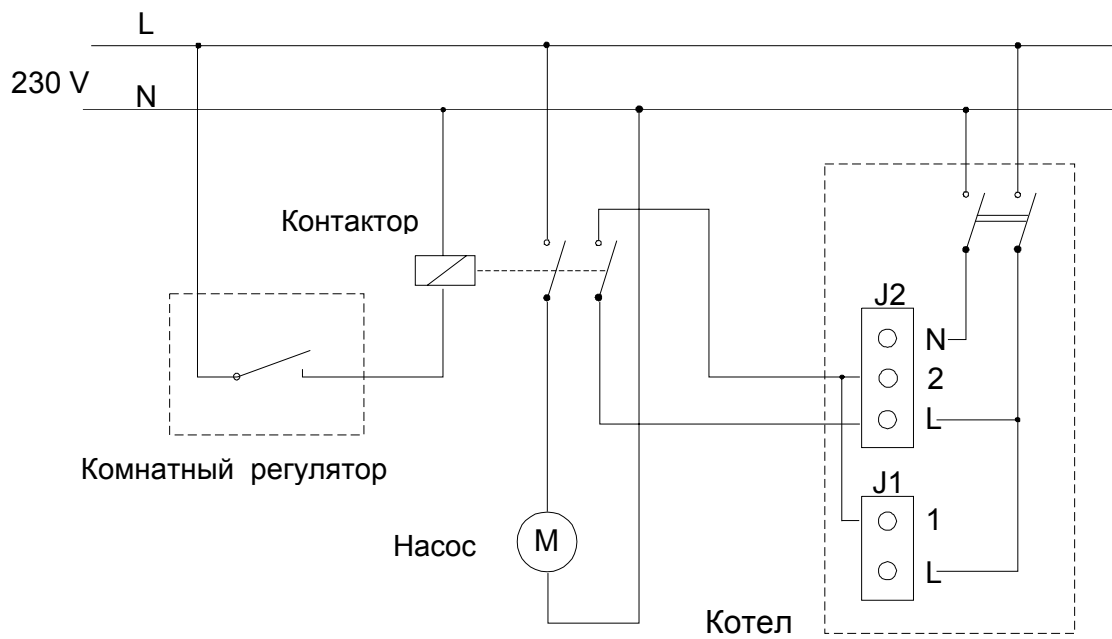 L
230 V
N
Контактор
J2
N
2
L
Комнатный регулятор
J1
1
Насос
M
L
Котел